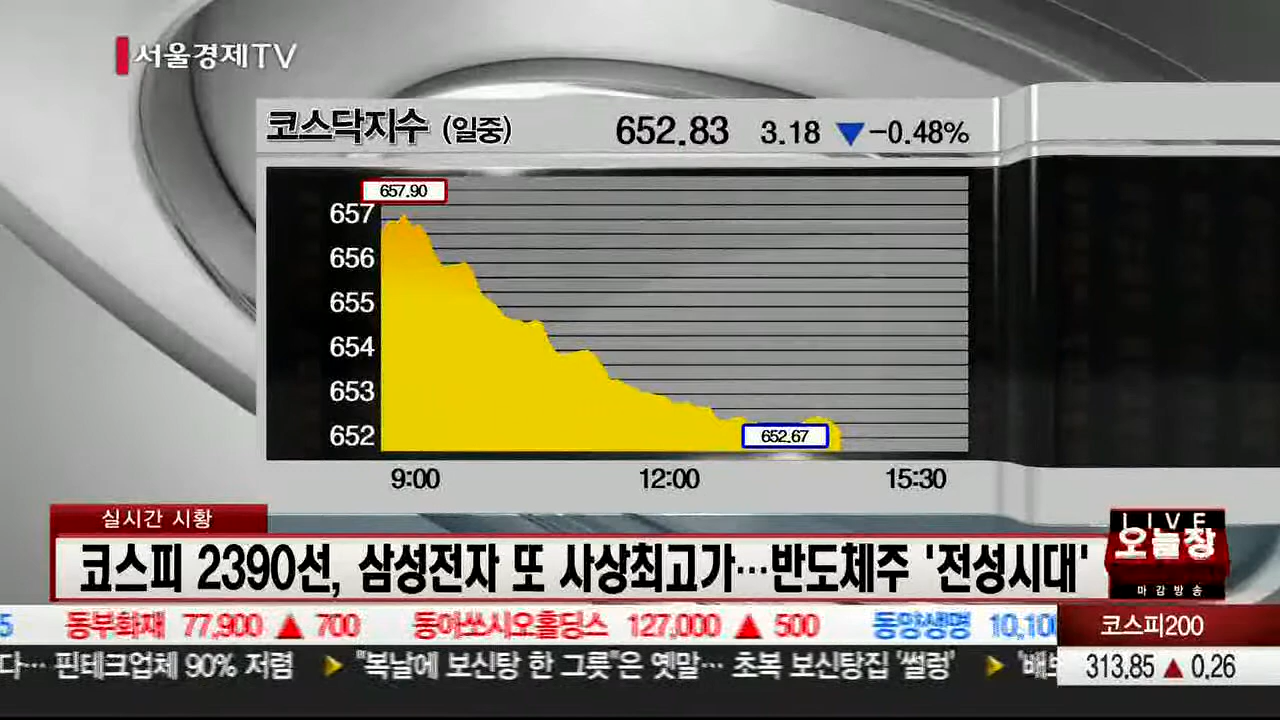 서울경제TV
코스닥지수 (일중) 652.83 3.18 ▼-0.48%
657.90
657
656
655
654
653
652
652.67
9:00 12:00 15:30
실시간 시황
코스피 2390선, 삼성전자 또 사상최고가…반도체주 '전성시대'
LIVE
오늘장
마감방송
5 동부화재 77,900 ▲ 700 동아쏘시오홀딩스 127,000 ▲ 500 동양생명 10,100
코스피200
다… 핀테크업체 90% 저렴 ▶ "복날에 보신탕 한 그릇"은 옛말… 초복 보신탕집 '썰렁' ▶
313.85 ▲ 0.26